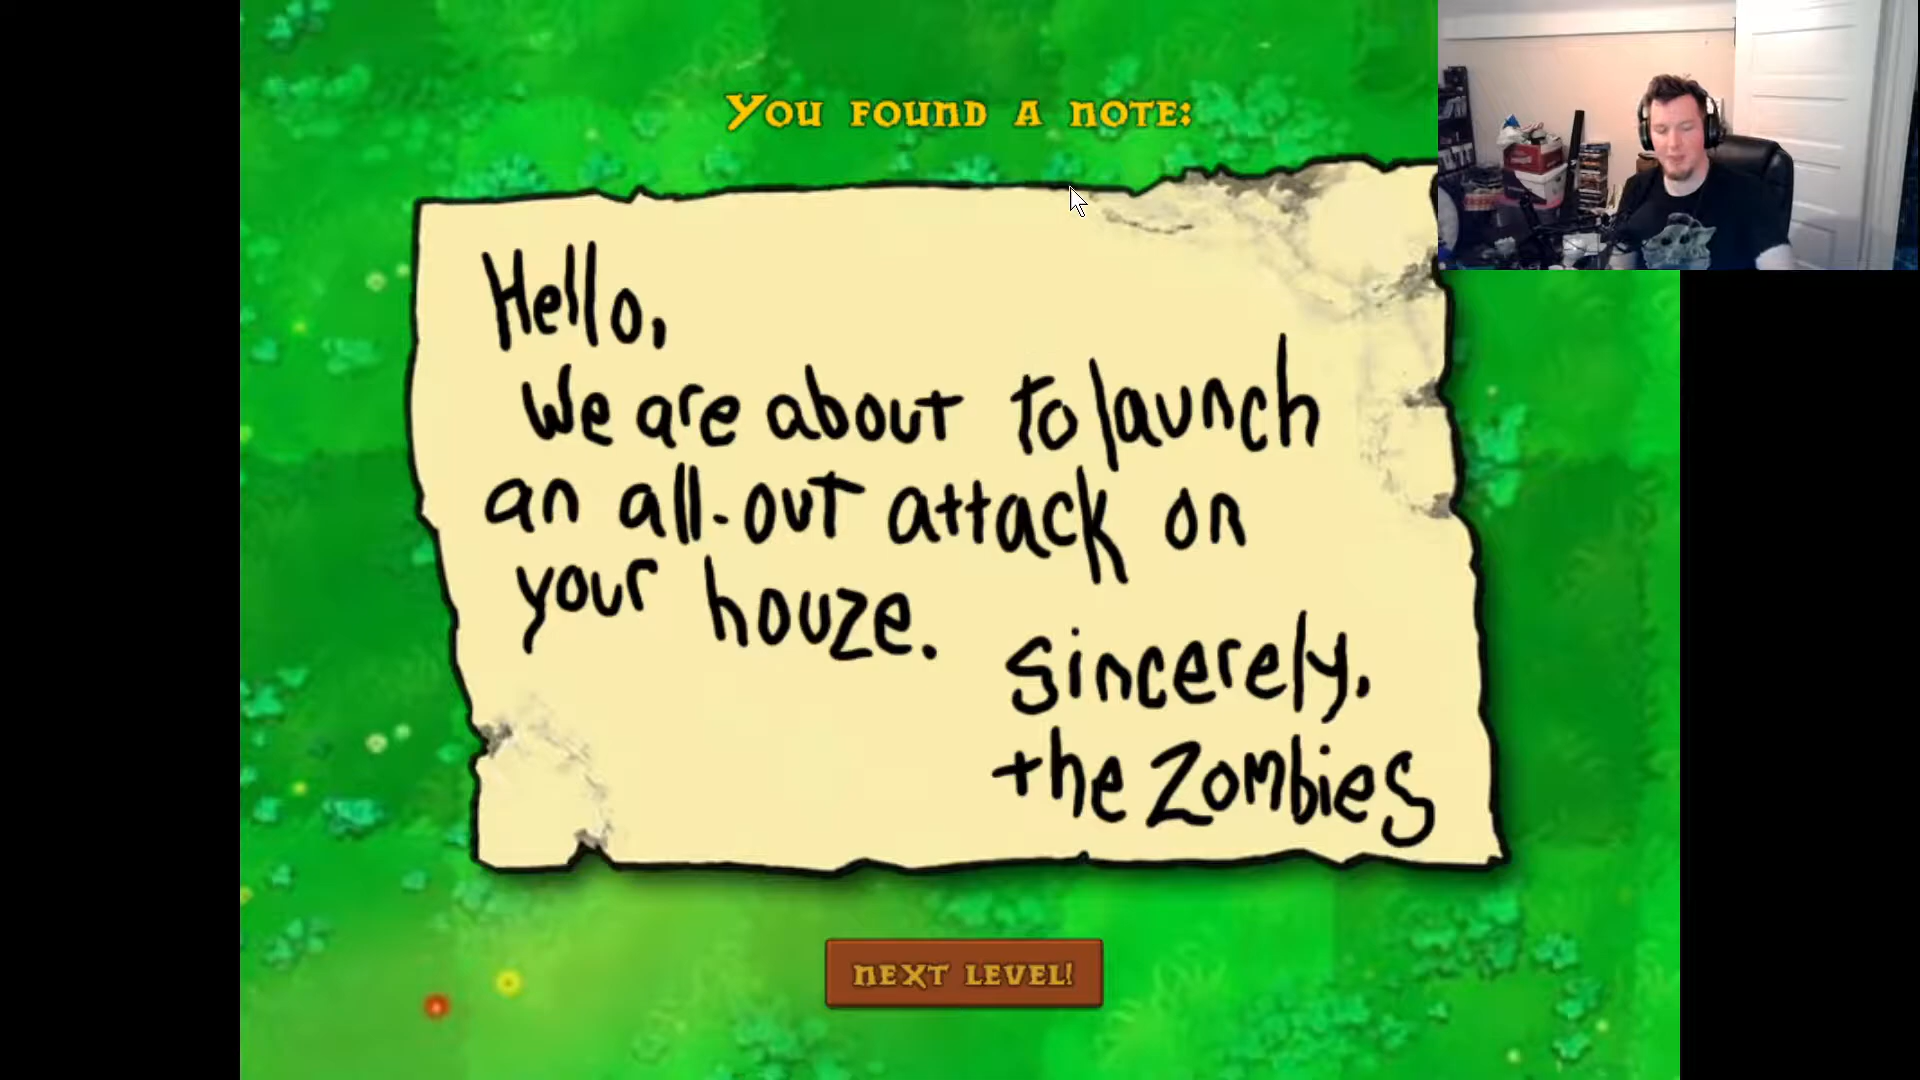 You found a note:
Hello,
We are about to launch
an all-out attack on
your houze.
Sincerely,
the Zombies
NEXT LEVEL!